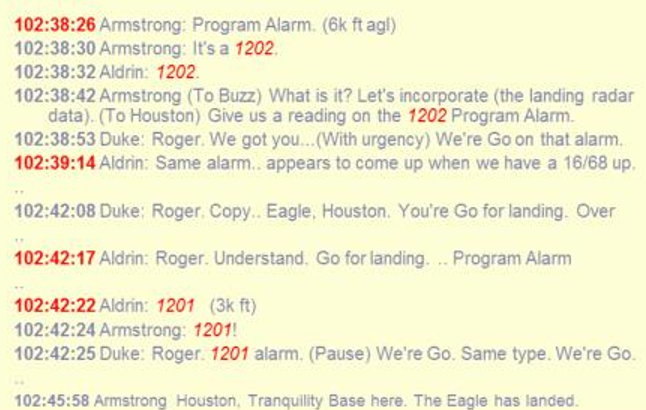 102:38:26 Armstrong: Program Alarm. (6k ft agl)
102:38:30 Armstrong: It's a 1202.
102:38:32 Aldrin: 1202.
102:38:42 Armstrong (To Buzz) What is it? Let's incorporate (the landing radar
data). (To Houston) Give us a reading on the 1202 Program Alarm.
102:38:53 Duke: Roger. We got you...(With urgency) We're Go on that alarm.
102:39:14 Aldrin: Same alarm.. appears to come up when we have a 16/68 up.
..
102:42:08 Duke: Roger. Copy.. Eagle, Houston. You're Go for landing. Over
..
102:42:17 Aldrin: Roger. Understand. Go for landing. .. Program Alarm
..
102:42:22 Aldrin: 1201 (3k ft)
102:42:24 Armstrong: 1201!
102:42:25 Duke: Roger. 1201 alarm. (Pause) We're Go. Same type. We're Go.
..
102:45:58 Armstrong Houston, Tranquility Base here. The Eagle has landed.